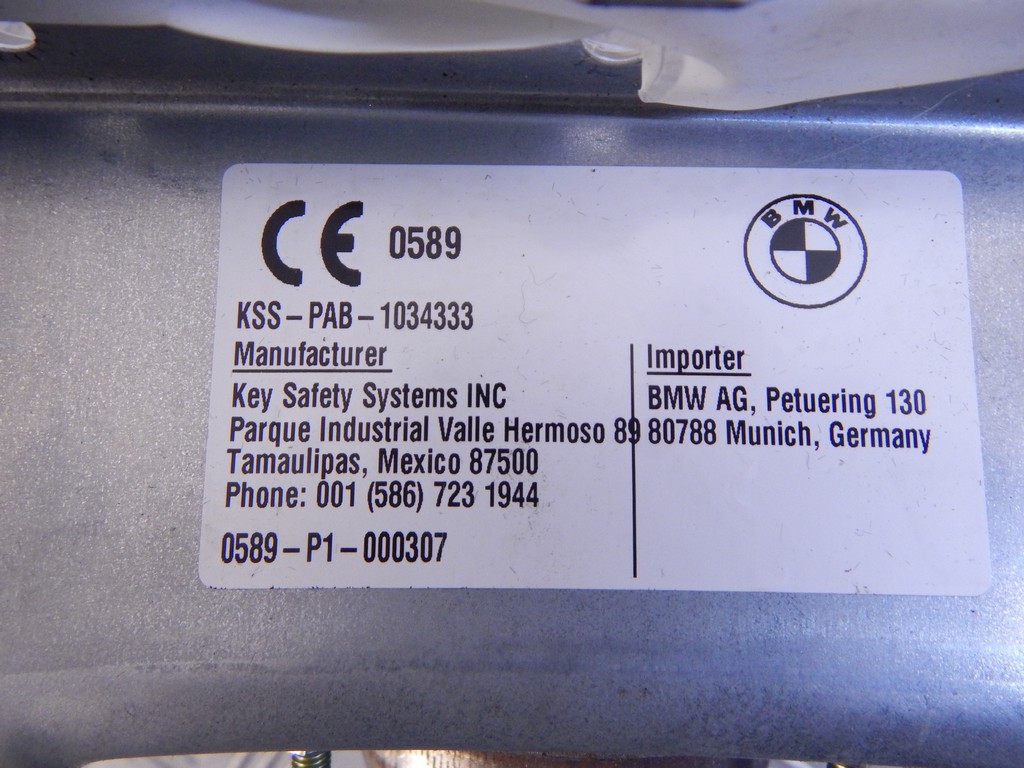 CE 0589
BMW
KSS-PAB-1034333
Manufacturer
Key Safety Systems INC
Parque Industrial Valle Hermoso 89
Tamaulipas, Mexico 87500
Phone: 001 (586) 723 1944
0589-P1-000307
Importer
BMW AG, Petuering 130
80788 Munich, Germany